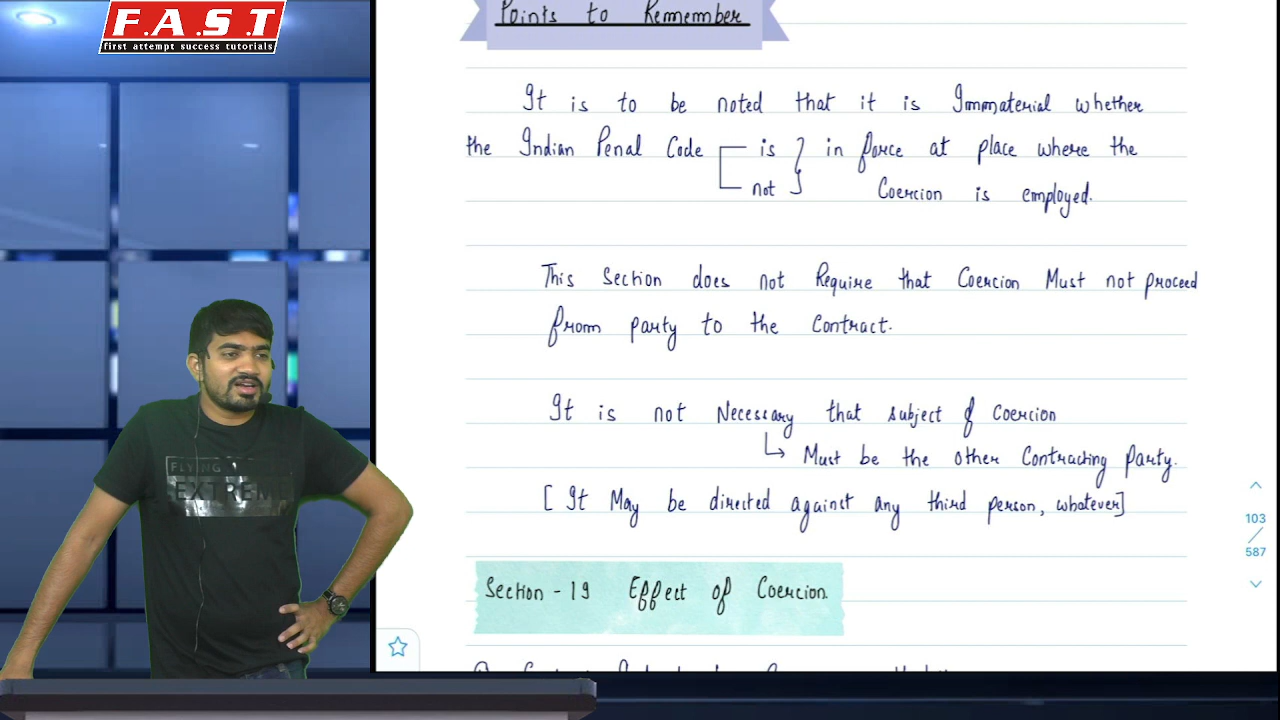 F.A.S.T
First attempt success tutorials
Points to Remember
It is to be noted that it is Immaterial whether
the Indian Penal Code is in force at place where the
not Coercion is employed.
This Section does not Require that Coercion Must not proceed
from party to the Contract.
It is not Necessary that subject of Coercion
Must be the other Contracting Party.
[ It May be directed against any third person, whatever]
Section - 19 Effect of Coercion.
FLYING
EXTREME
103
587